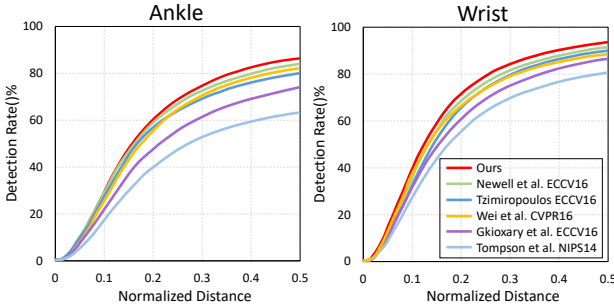 Ankle
100
80
60
40
20
0
0 0.1 0.2 0.3 0.4 0.5
Detection Rate()%
Normalized Distance
Wrist
100
80
60
40
20
0
0 0.1 0.2 0.3 0.4 0.5
Detection Rate()%
Normalized Distance
Ours
Newell et al. ECCV16
Tzimiropoulos ECCV16
Wei et al. CVPR16
Gkioxary et al. ECCV16
Tompson et al. NIPS14